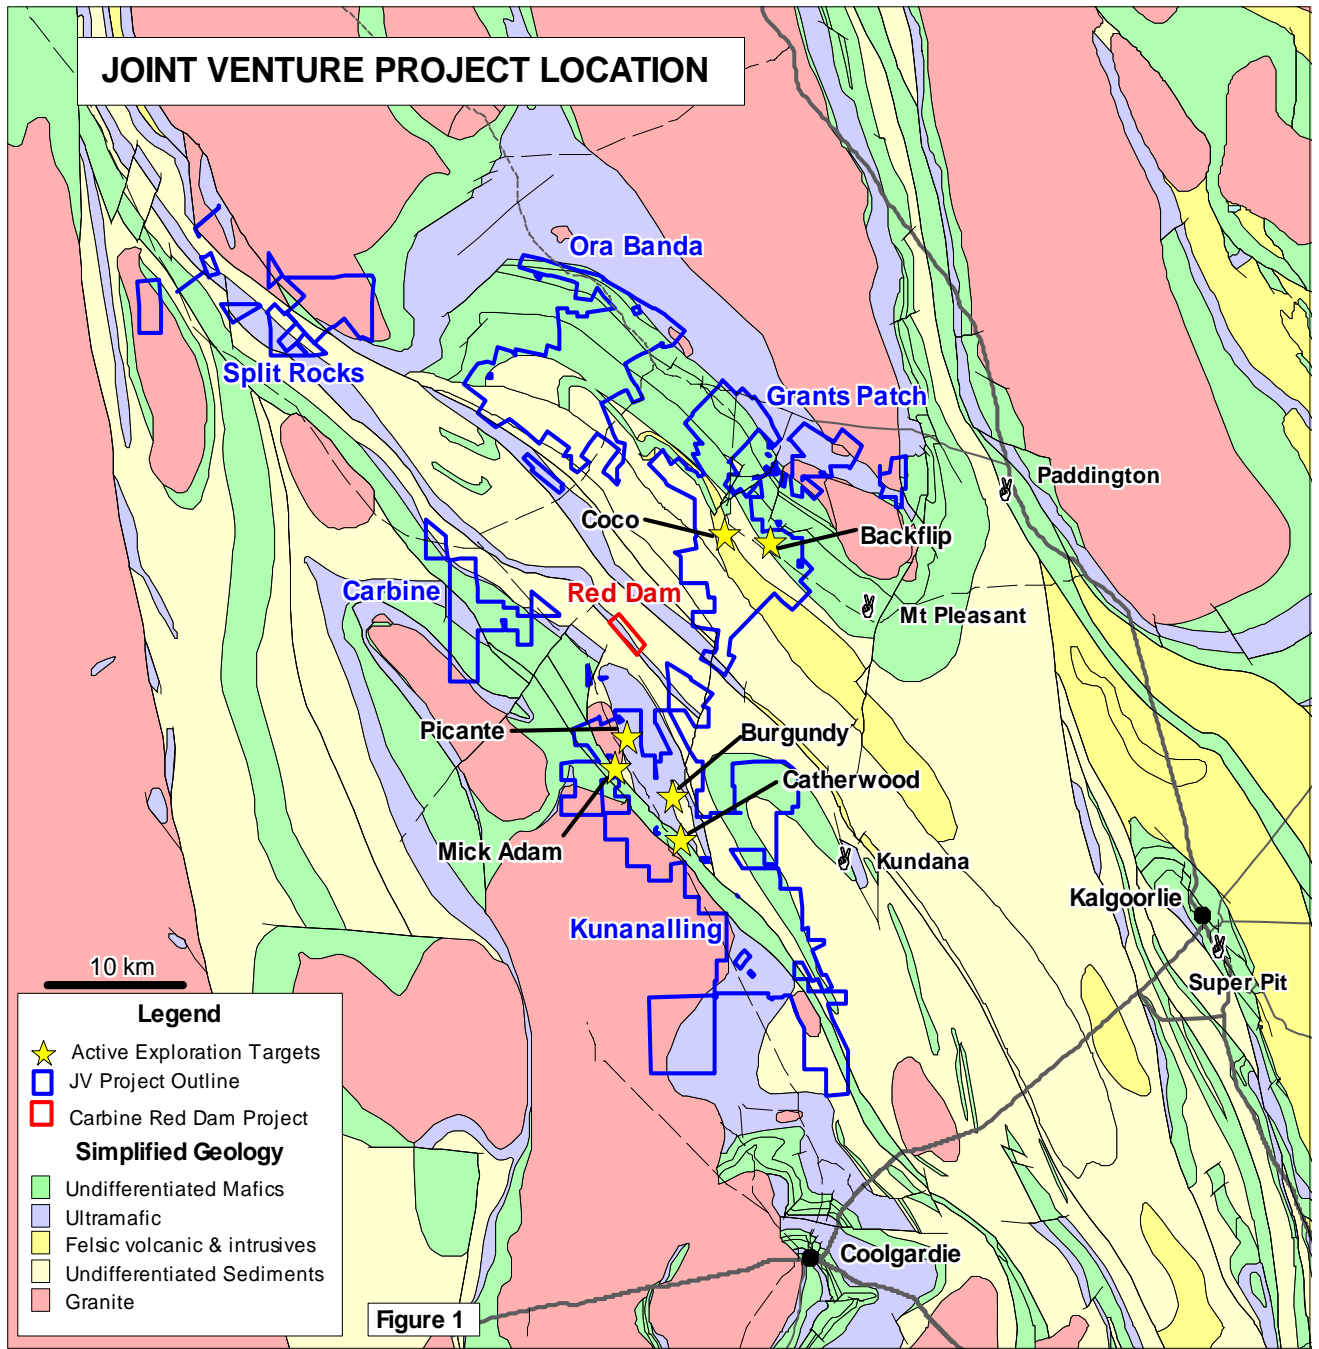 JOINT VENTURE PROJECT LOCATION
Ora Banda
Split Rocks
Grants Patch
Paddington
Coco
Backflip
Carbine
Red Dam
Mt Pleasant
Picante
Burgundy
Catherwood
Mick Adam
Kundana
Kalgoorlie
Kunanalling
Super Pit
10 km
Legend
Active Exploration Targets
JV Project Outline
Carbine Red Dam Project
Simplified Geology
Undifferentiated Mafics
Ultramafic
Felsic volcanic & intrusives
Undifferentiated Sediments
Granite
Coolgardie
Figure 1